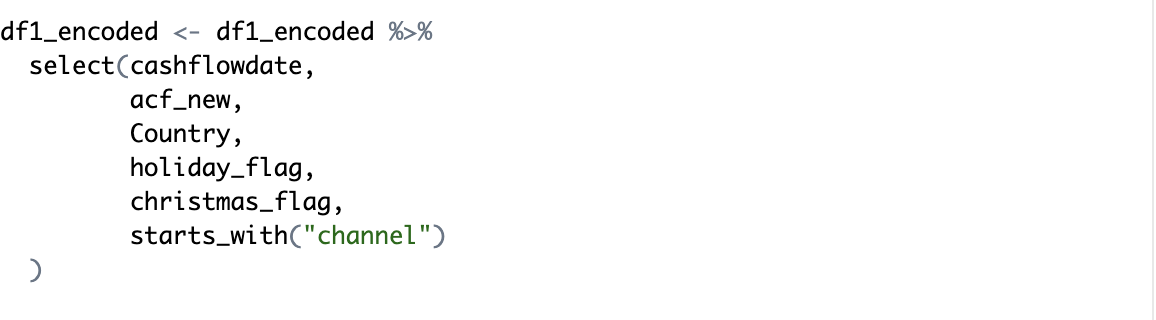 df1_encoded <- df1_encoded %>%
  select(cashflowdate,
         acf_new,
         Country,
         holiday_flag,
         christmas_flag,
         starts_with("channel")
  )